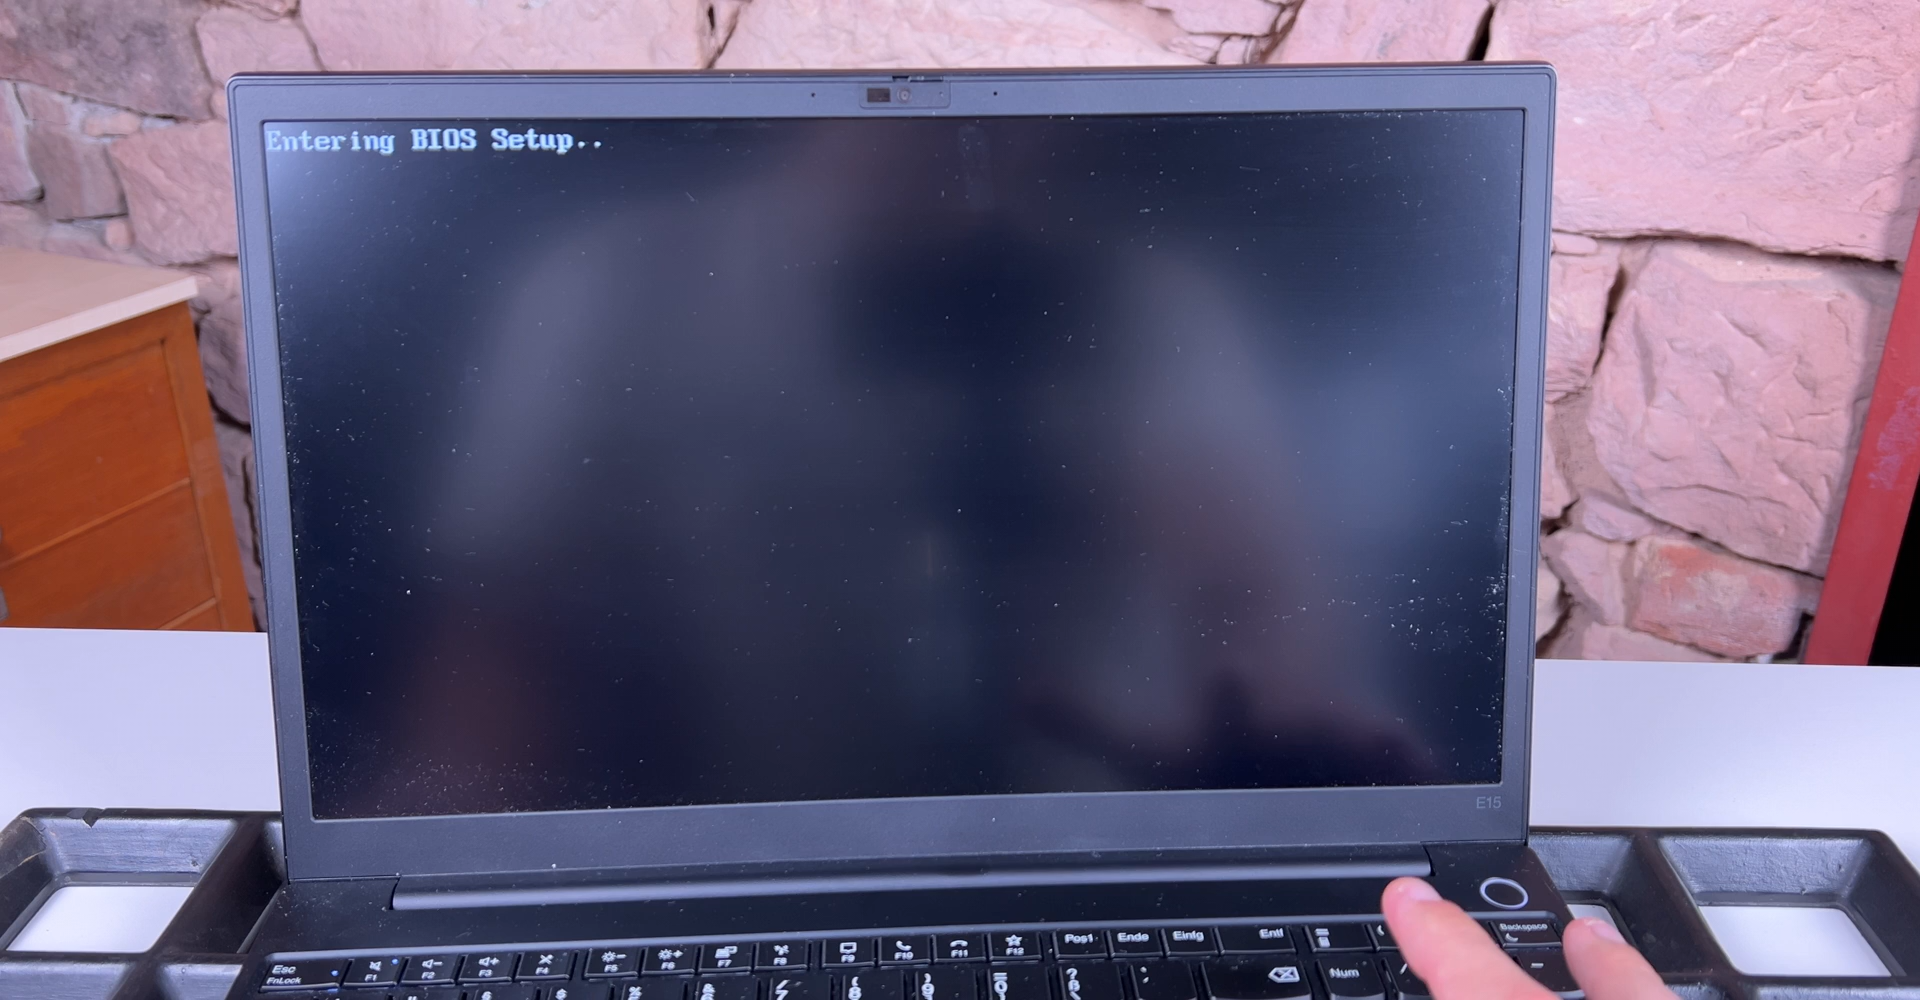 Entering BIOS Setup..
E15
Esc
FnLock
F1
F2
F3
F4
F5
F6
F7
F8
F9
F10
F11
F12
Pos1
Ende
Einfg
Entf
Backspace
Num